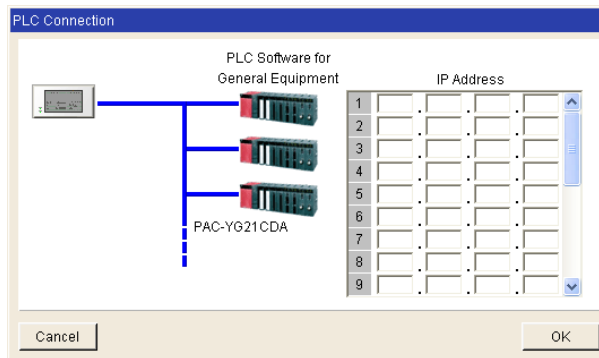 PLC Connection
PLC Software for
General Equipment
IP Address
1
2
3
4
5
6
7
8
9
PAC-YG21CDA
Cancel
OK